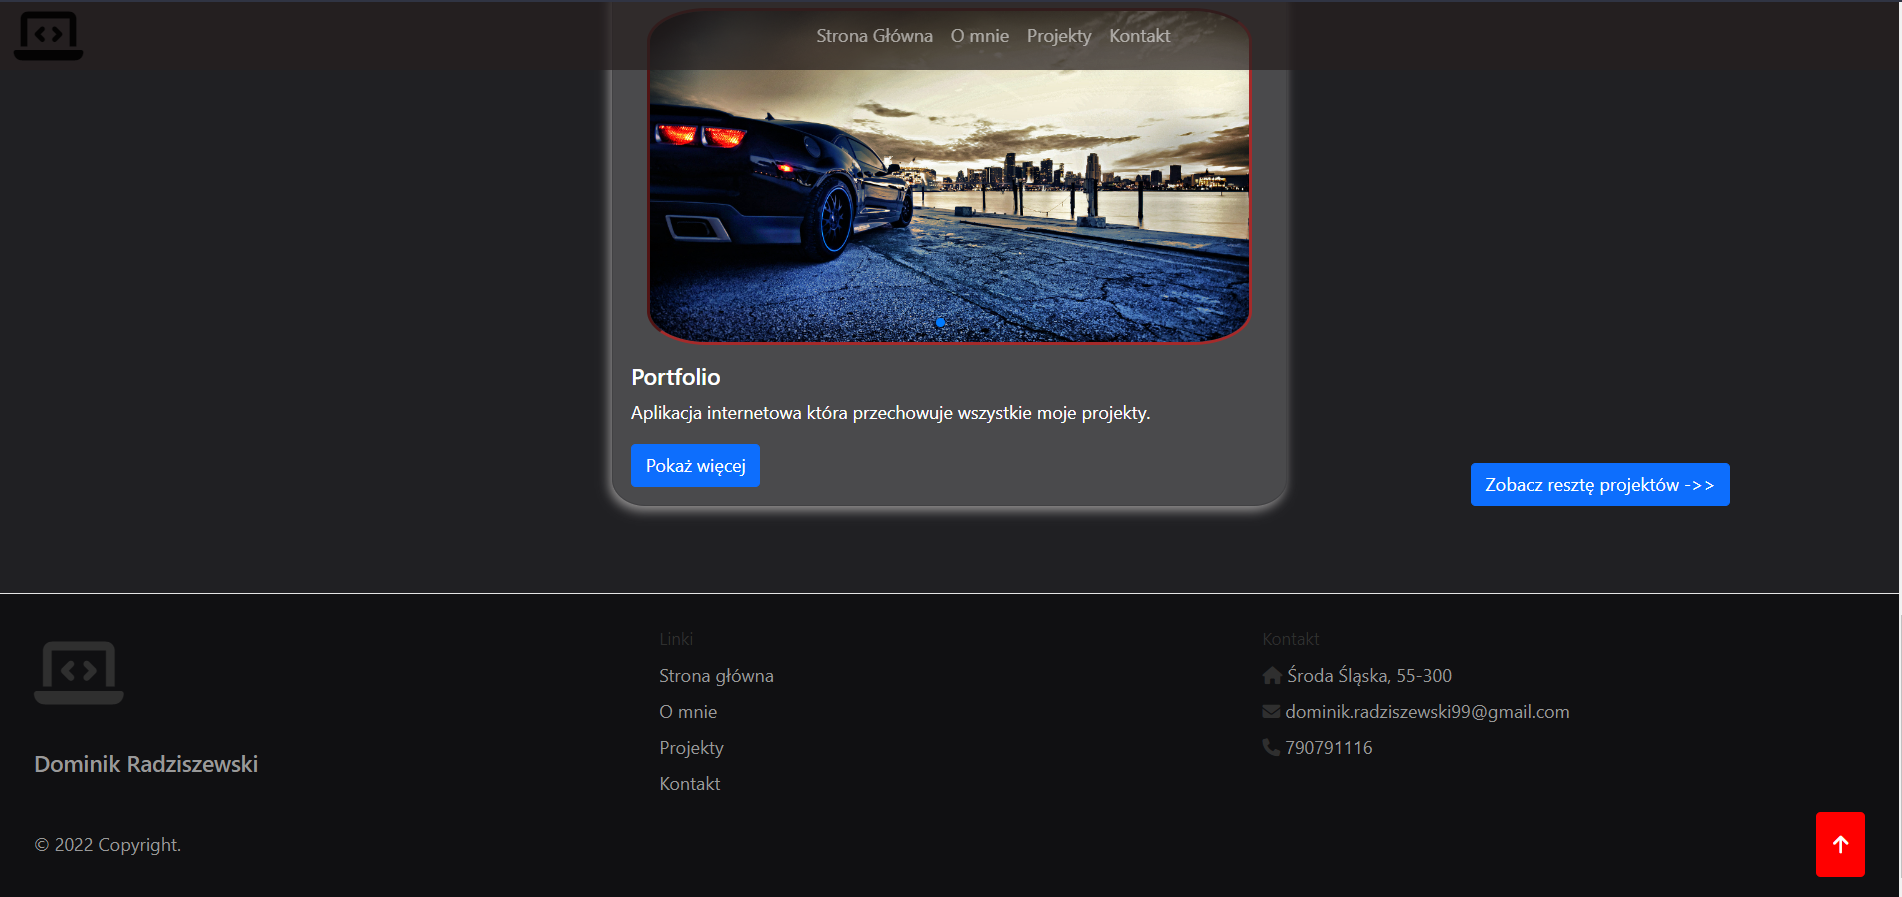 Strona Główna O mnie Projekty Kontakt
Portfolio
Aplikacja internetowa która przechowuje wszystkie moje projekty.
Pokaż więcej
Zobacz resztę projektów ->>
Dominik Radziszewski
© 2022 Copyright.
Linki
Strona główna
O mnie
Projekty
Kontakt
Kontakt
Środa Śląska, 55-300
dominik.radziszewski99@gmail.com
790791116